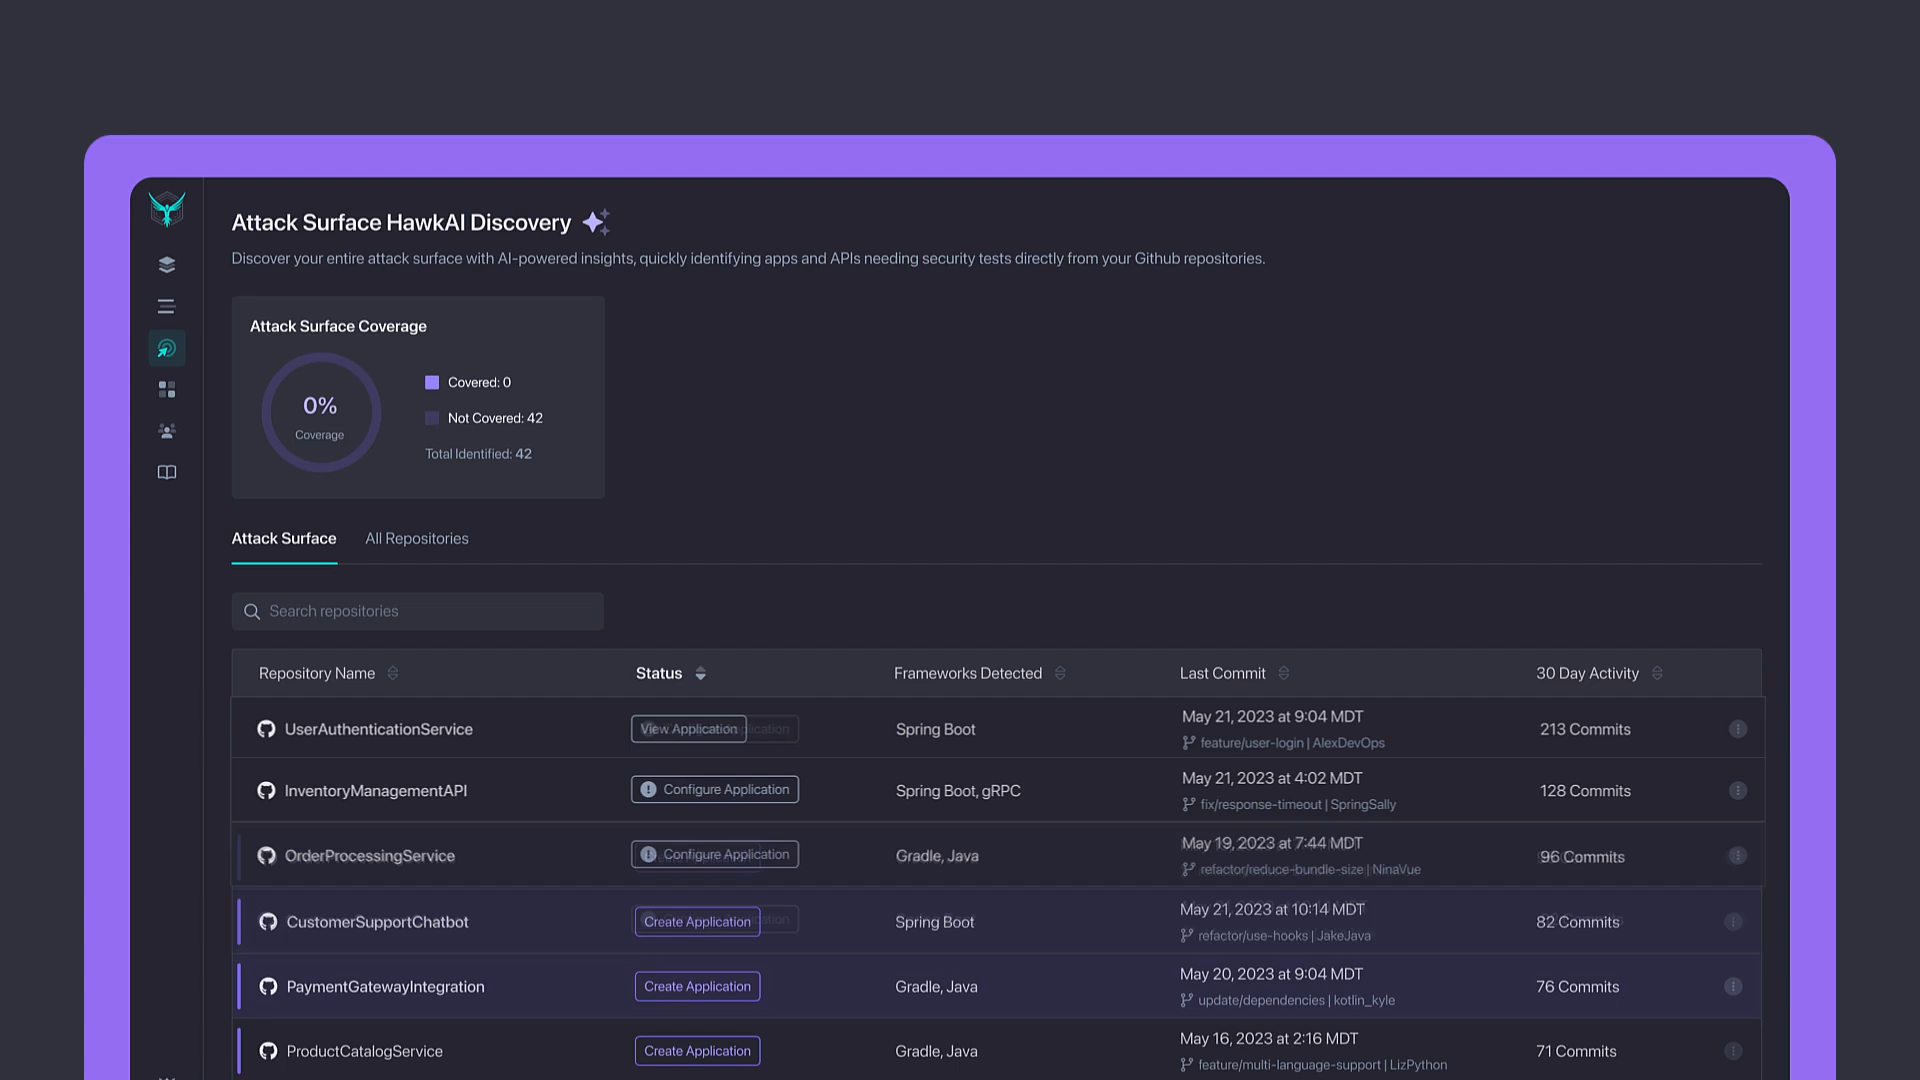 Attack Surface HawkAI Discovery
Discover your entire attack surface with AI-powered insights, quickly identifying apps and APIs needing security tests directly from your Github repositories.
Attack Surface Coverage
0%
Coverage
Covered: 0
Not Covered: 42
Total Identified: 42
Attack Surface All Repositories
Search repositories
Repository Name Status Frameworks Detected Last Commit 30 Day Activity
UserAuthenticationService View Application Spring Boot May 21, 2023 at 9:04 MDT 213 Commits
feature/user-login | AlexDevOps
InventoryManagementAPI Configure Application Spring Boot, gRPC May 21, 2023 at 4:02 MDT 128 Commits
fix/response-timeout | SpringSally
OrderProcessingService Configure Application Gradle, Java May 19, 2023 at 7:44 MDT 96 Commits
refactor/reduce-bundle-size | NinaVue
CustomerSupportChatbot Create Application Spring Boot May 21, 2023 at 10:14 MDT 82 Commits
refactor/use-hooks | JakeJava
PaymentGatewayIntegration Create Application Gradle, Java May 20, 2023 at 9:04 MDT 76 Commits
update/dependencies | kotlin_kyle
ProductCatalogService Create Application Gradle, Java May 16, 2023 at 2:16 MDT 71 Commits
feature/multi-language-support | LizPython